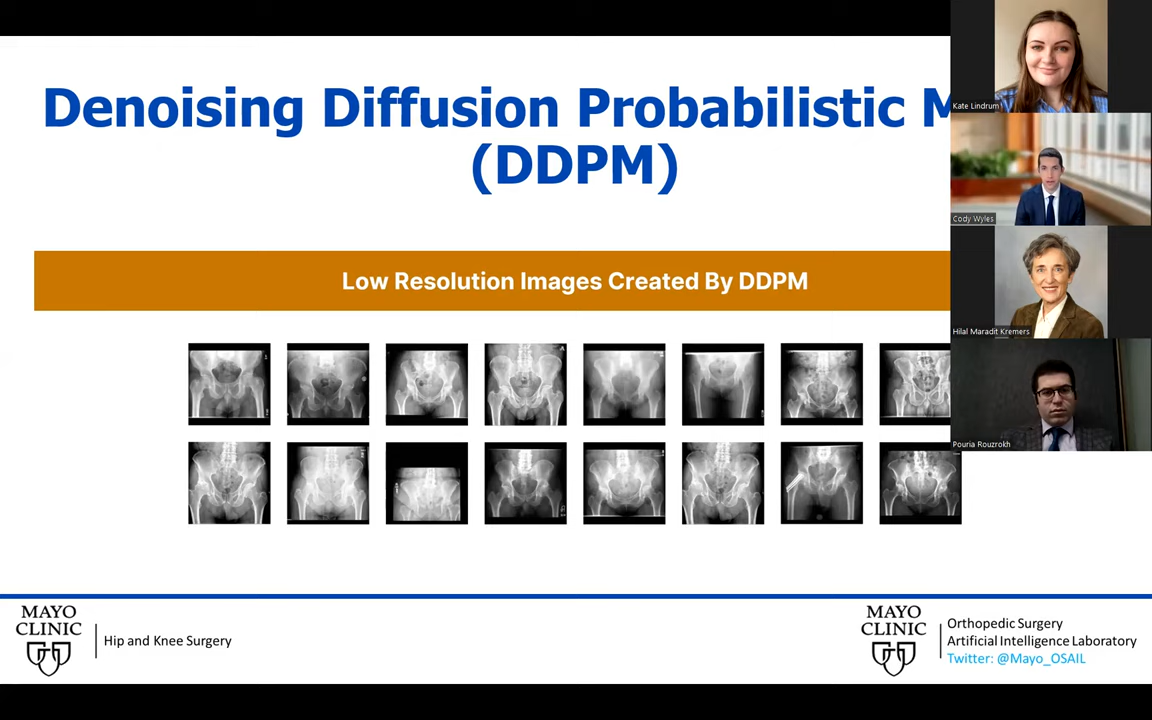 Denoising Diffusion Probabilistic M
(DDPM)
Low Resolution Images Created By DDPM
Kate Lindrum
Cody Wyles
Hilal Maradit Kremers
Pouria Rouzrokh
MAYO
CLINIC
Hip and Knee Surgery
MAYO
CLINIC
Orthopedic Surgery
Artificial Intelligence Laboratory
Twitter: @Mayo_OSAIL